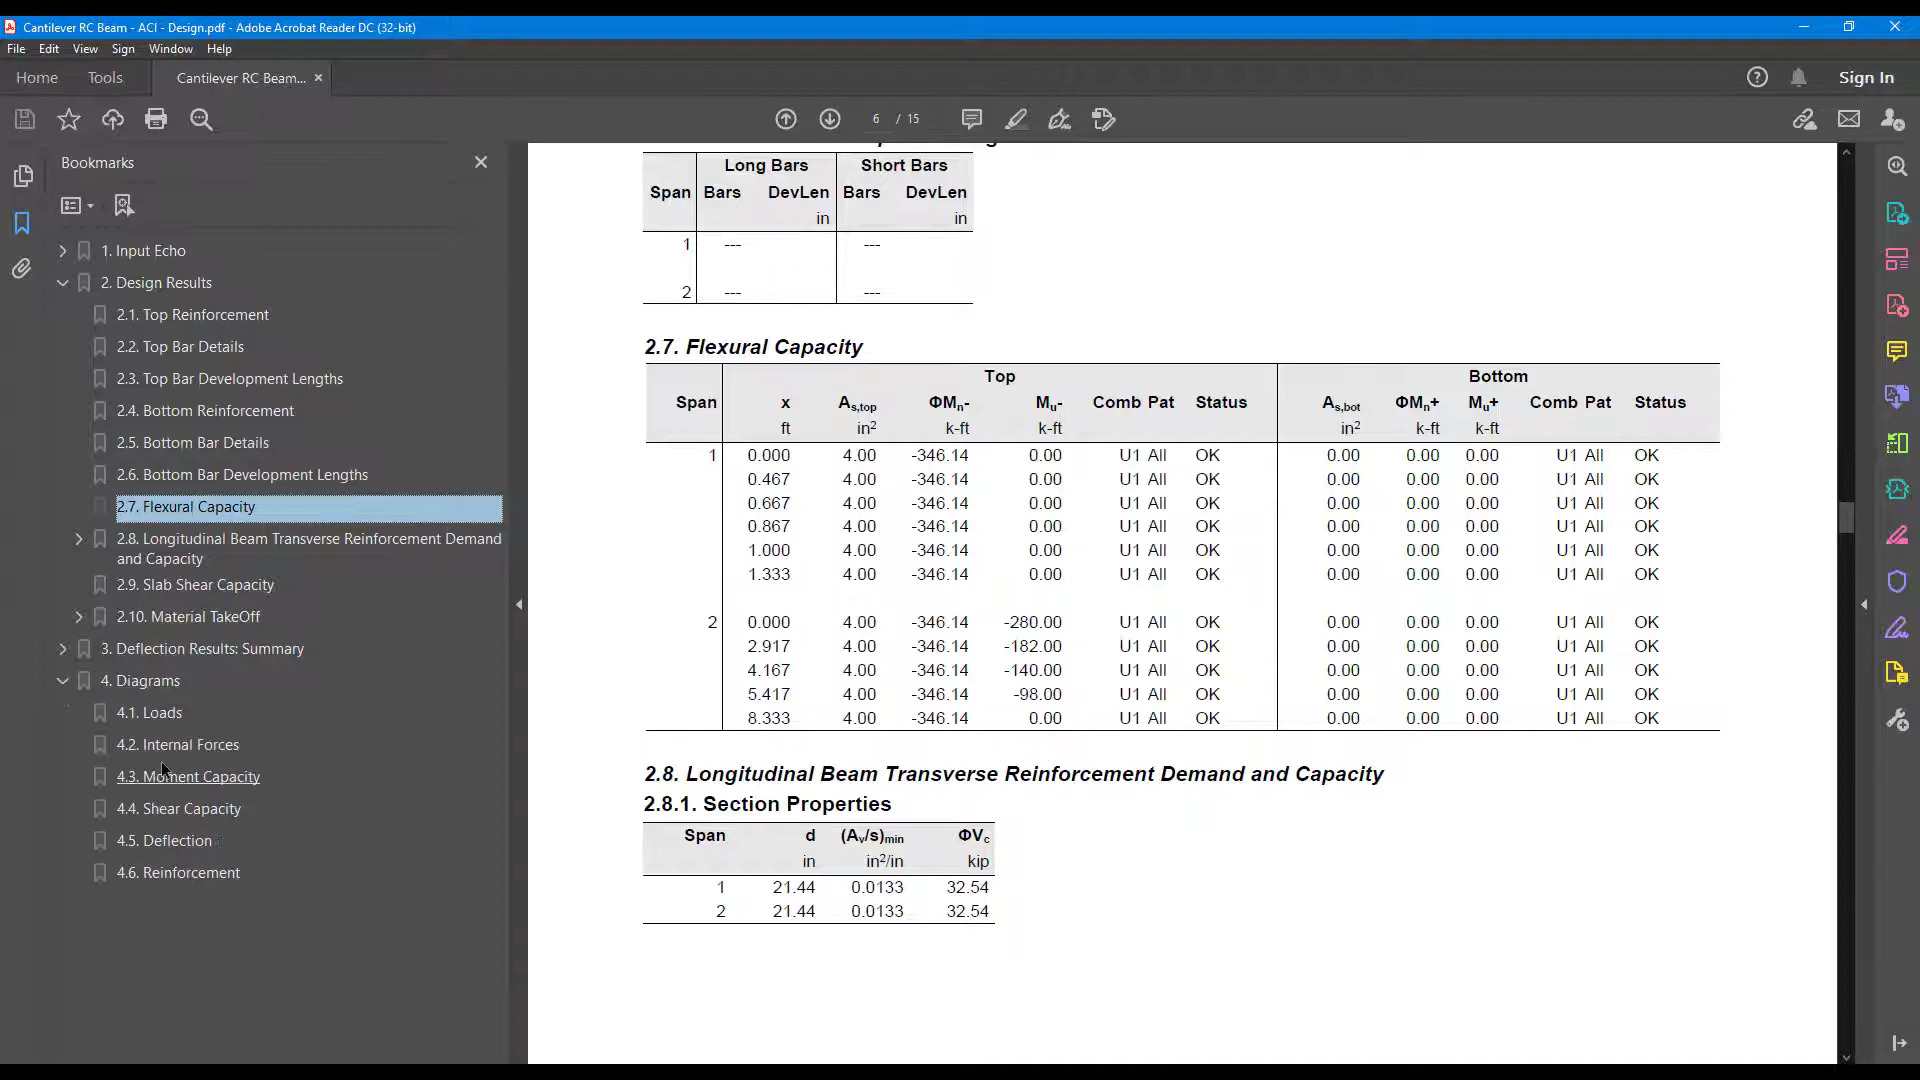 Cantilever RC Beam - ACI - Design.pdf - Adobe Acrobat Reader DC (32-bit)
File Edit View Sign Window Help
Home Tools Cantilever RC Beam... × Sign In
6 / 15
Bookmarks
1. Input Echo
2. Design Results
2.1. Top Reinforcement
2.2. Top Bar Details
2.3. Top Bar Development Lengths
2.4. Bottom Reinforcement
2.5. Bottom Bar Details
2.6. Bottom Bar Development Lengths
2.7. Flexural Capacity
2.8. Longitudinal Beam Transverse Reinforcement Demand
and Capacity
2.9. Slab Shear Capacity
2.10. Material TakeOff
3. Deflection Results: Summary
4. Diagrams
4.1. Loads
4.2. Internal Forces
4.3. Moment Capacity
4.4. Shear Capacity
4.5. Deflection
4.6. Reinforcement
Long Bars Short Bars
Span Bars DevLen Bars DevLen
in in
1 --- ---
2 --- ---
2.7. Flexural Capacity
Top Bottom
Span x As,top ΦMn- Mu- Comb Pat Status As,bot ΦMn+ Mu+ Comb Pat Status
ft in² k-ft k-ft in² k-ft k-ft
1 0.000 4.00 -346.14 0.00 U1 All OK 0.00 0.00 0.00 U1 All OK
0.467 4.00 -346.14 0.00 U1 All OK 0.00 0.00 0.00 U1 All OK
0.667 4.00 -346.14 0.00 U1 All OK 0.00 0.00 0.00 U1 All OK
0.867 4.00 -346.14 0.00 U1 All OK 0.00 0.00 0.00 U1 All OK
1.000 4.00 -346.14 0.00 U1 All OK 0.00 0.00 0.00 U1 All OK
1.333 4.00 -346.14 0.00 U1 All OK 0.00 0.00 0.00 U1 All OK
2 0.000 4.00 -346.14 -280.00 U1 All OK 0.00 0.00 0.00 U1 All OK
2.917 4.00 -346.14 -182.00 U1 All OK 0.00 0.00 0.00 U1 All OK
4.167 4.00 -346.14 -140.00 U1 All OK 0.00 0.00 0.00 U1 All OK
5.417 4.00 -346.14 -98.00 U1 All OK 0.00 0.00 0.00 U1 All OK
8.333 4.00 -346.14 0.00 U1 All OK 0.00 0.00 0.00 U1 All OK
2.8. Longitudinal Beam Transverse Reinforcement Demand and Capacity
2.8.1. Section Properties
Span d (Av/s)min ΦVc
in in²/in kip
1 21.44 0.0133 32.54
2 21.44 0.0133 32.54